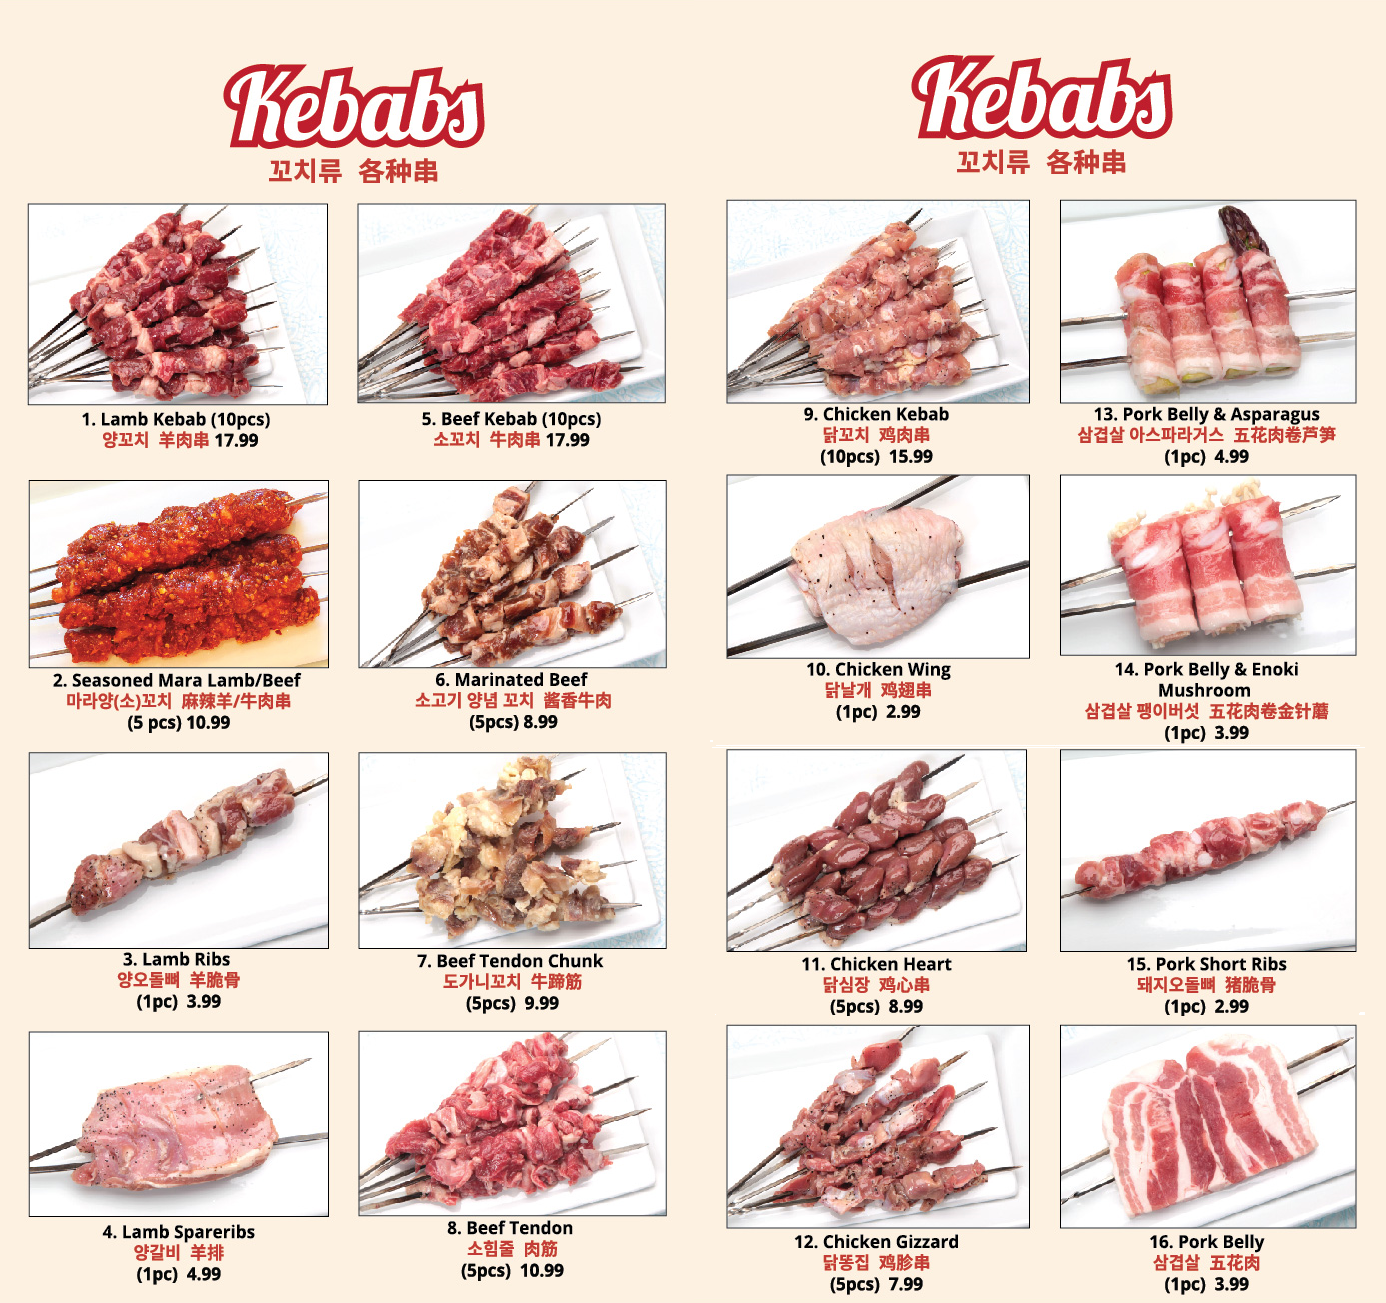 Kebabs
꼬치류 各种串
1. Lamb Kebab (10pcs)
양꼬치 羊肉串 17.99
5. Beef Kebab (10pcs)
소꼬치 牛肉串 17.99
2. Seasoned Mara Lamb/Beef
마라양(소)꼬치 麻辣羊/牛肉串
(5 pcs) 10.99
6. Marinated Beef
소고기 양념 꼬치 酱香牛肉
(5pcs) 8.99
3. Lamb Ribs
양오돌뼈 羊脆骨
(1pc) 3.99
7. Beef Tendon Chunk
도가니꼬치 牛蹄筋
(5pcs) 9.99
4. Lamb Spareribs
양갈비 羊排
(1pc) 4.99
8. Beef Tendon
소힘줄 肉筋
(5pcs) 10.99
Kebabs
꼬치류 各种串
9. Chicken Kebab
닭꼬치 鸡肉串
(10pcs) 15.99
13. Pork Belly & Asparagus
삼겹살 아스파라거스 五花肉卷芦笋
(1pc) 4.99
10. Chicken Wing
닭날개 鸡翅串
(1pc) 2.99
14. Pork Belly & Enoki
Mushroom
삼겹살 팽이버섯 五花肉卷金针蘑
(1pc) 3.99
11. Chicken Heart
닭심장 鸡心串
(5pcs) 8.99
15. Pork Short Ribs
돼지오돌뼈 猪脆骨
(1pc) 2.99
12. Chicken Gizzard
닭똥집 鸡胗串
(5pcs) 7.99
16. Pork Belly
삼겹살 五花肉
(1pc) 3.99